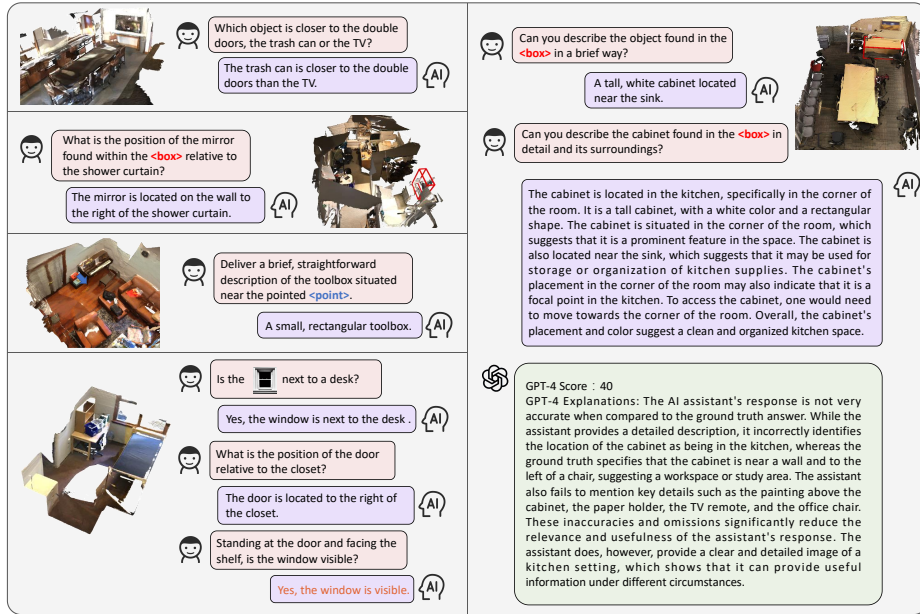 Which object is closer to the double
doors, the trash can or the TV?
The trash can is closer to the double
doors than the TV.
AI
What is the position of the mirror
found within the <box> relative to
the shower curtain?
The mirror is located on the wall to
the right of the shower curtain.
AI
Deliver a brief, straightforward
description of the toolbox situated
near the pointed <point>.
A small, rectangular toolbox.
AI
Is the next to a desk?
Yes, the window is next to the desk .
AI
What is the position of the door
relative to the closet?
The door is located to the right of
the closet.
AI
Standing at the door and facing the
shelf, is the window visible?
Yes, the window is visible.
AI
Can you describe the object found in the
<box> in a brief way?
A tall, white cabinet located
near the sink.
AI
Can you describe the cabinet found in the <box> in
detail and its surroundings?
AI
The cabinet is located in the kitchen, specifically in the corner of
the room. It is a tall cabinet, with a white color and a rectangular
shape. The cabinet is situated in the corner of the room, which
suggests that it is a prominent feature in the space. The cabinet is
also located near the sink, which suggests that it may be used for
storage or organization of kitchen supplies. The cabinet's
placement in the corner of the room may also indicate that it is a
focal point in the kitchen. To access the cabinet, one would need
to move towards the corner of the room. Overall, the cabinet's
placement and color suggest a clean and organized kitchen space.
GPT-4 Score : 40
GPT-4 Explanations: The AI assistant's response is not very
accurate when compared to the ground truth answer. While the
assistant provides a detailed description, it incorrectly identifies
the location of the cabinet as being in the kitchen, whereas the
ground truth specifies that the cabinet is near a wall and to the
left of a chair, suggesting a workspace or study area. The assistant
also fails to mention key details such as the painting above the
cabinet, the paper holder, the TV remote, and the office chair.
These inaccuracies and omissions significantly reduce the
relevance and usefulness of the assistant's response. The
assistant does, however, provide a clear and detailed image of a
kitchen setting, which shows that it can provide useful
information under different circumstances.